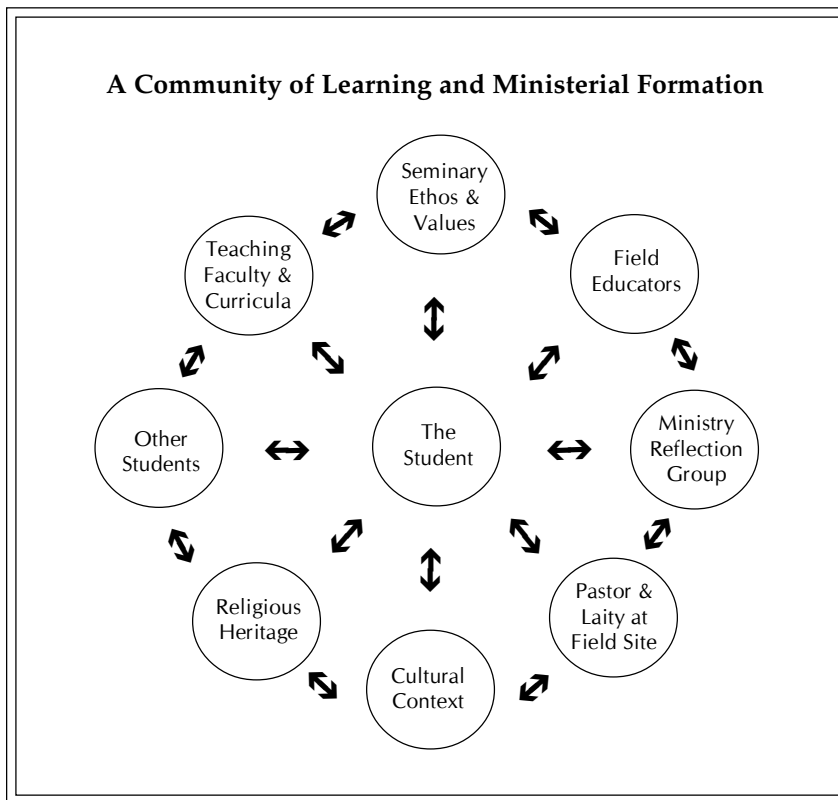 A Community of Learning and Ministerial Formation
Seminary
Ethos &
Values
Teaching
Faculty &
Curricula
Field
Educators
Other
Students
The
Student
Ministry
Reflection
Group
Religious
Heritage
Pastor &
Laity at
Field Site
Cultural
Context